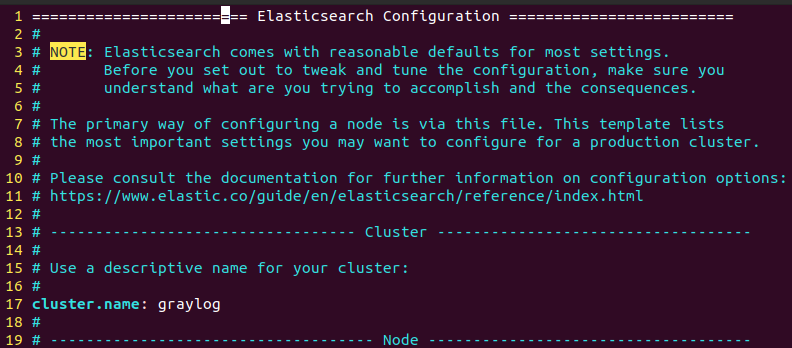 1 ======================== Elasticsearch Configuration =========================
2 #
3 # NOTE: Elasticsearch comes with reasonable defaults for most settings.
4 #       Before you set out to tweak and tune the configuration, make sure you
5 #       understand what are you trying to accomplish and the consequences.
6 #
7 # The primary way of configuring a node is via this file. This template lists
8 # the most important settings you may want to configure for a production cluster.
9 #
10 # Please consult the documentation for further information on configuration options:
11 # https://www.elastic.co/guide/en/elasticsearch/reference/index.html
12 #
13 # ---------------------------------- Cluster -----------------------------------
14 #
15 # Use a descriptive name for your cluster:
16 #
17 cluster.name: graylog
18 #
19 # ------------------------------------ Node ------------------------------------